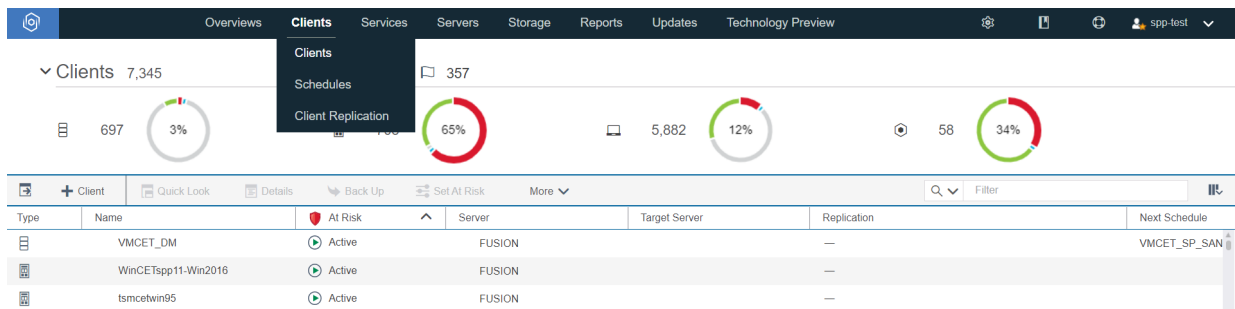 Overviews Clients Services Servers Storage Reports Updates Technology Preview spp-test
Clients
Schedules
Client Replication
Clients 7,345 357
697 3% 65% 5,882 12% 58 34%
Client Quick Look Details Back Up Set At Risk More Filter
Type Name At Risk Server Target Server Replication Next Schedule
VMCET_DM Active FUSION — VMCET_SP_SAN
WinCETspp11-Win2016 Active FUSION —
tsmcetwin95 Active FUSION —